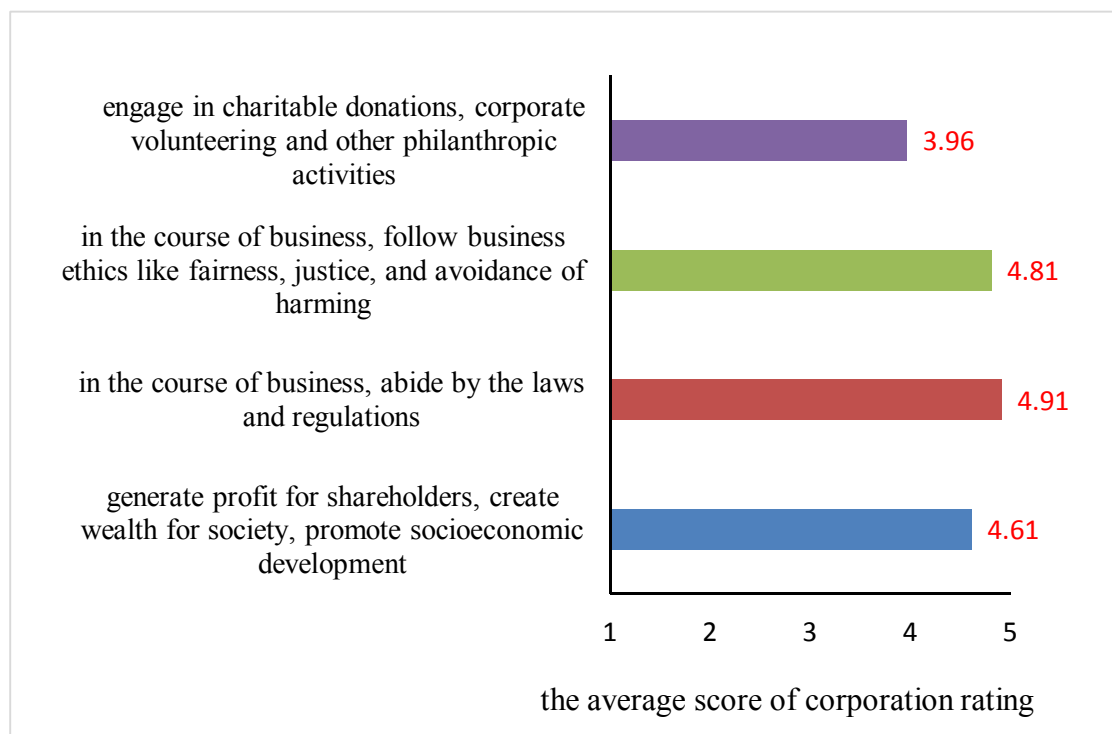 engage in charitable donations, corporate
volunteering and other philanthropic
activities
3.96
in the course of business, follow business
ethics like fairness, justice, and avoidance of
harming
4.81
in the course of business, abide by the laws
and regulations
4.91
generate profit for shareholders, create
wealth for society, promote socioeconomic
development
4.61
1 2 3 4 5
the average score of corporation rating